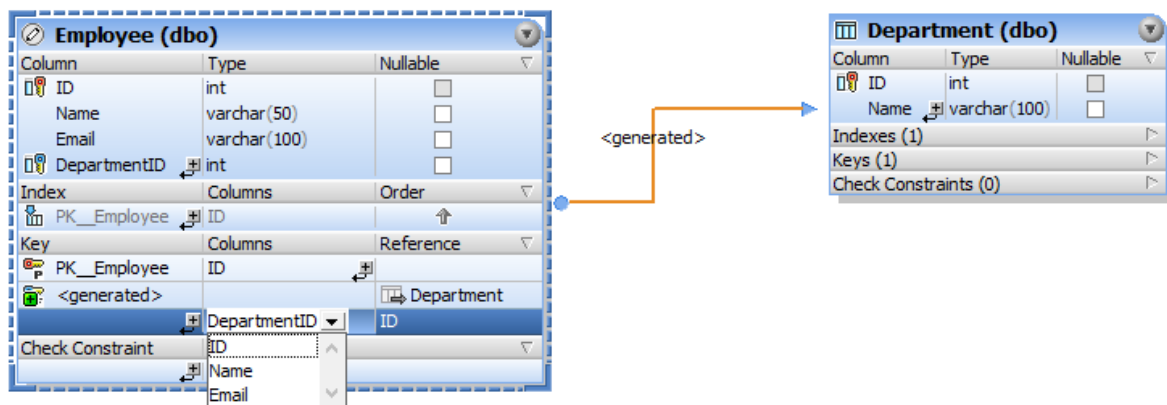 Employee (dbo)
Column Type Nullable
ID int
Name varchar(50)
Email varchar(100)
DepartmentID int
Index Columns Order
PK__Employee ID
Key Columns Reference
P PK__Employee ID
<generated> Department
DepartmentID ID
Check Constraint ID
Name
Email
<generated>
Department (dbo)
Column Type Nullable
ID int
Name varchar(100)
Indexes (1)
Keys (1)
Check Constraints (0)